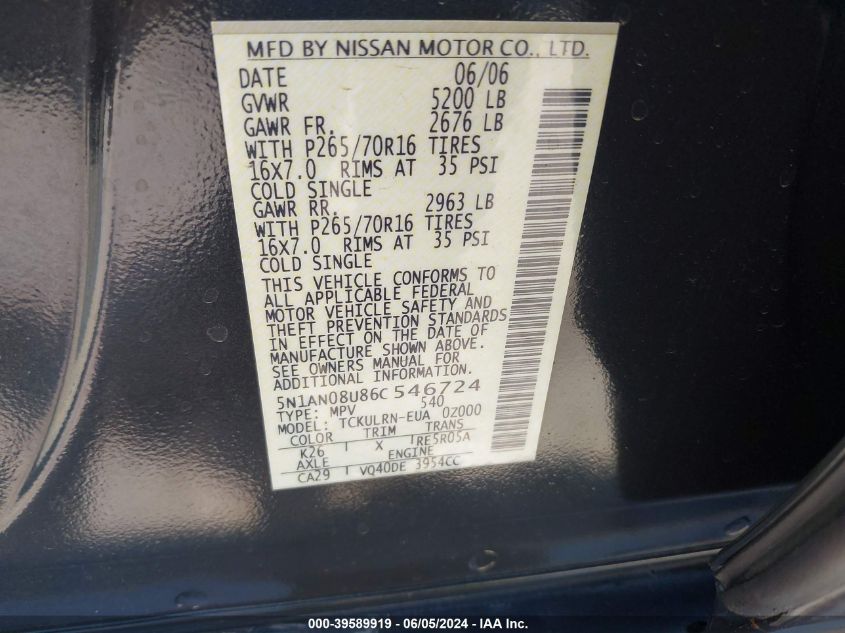 MFD BY NISSAN MOTOR CO., LTD.
DATE 06/06
GVWR 5200 LB
GAWR FR. 2676 LB
WITH P265/70R16 TIRES
16X7.0 RIMS AT 35 PSI
COLD SINGLE
GAWR RR. 2963 LB
WITH P265/70R16 TIRES
16X7.0 RIMS AT 35 PSI
COLD SINGLE
THIS VEHICLE CONFORMS TO
ALL APPLICABLE FEDERAL
MOTOR VEHICLE SAFETY AND
THEFT PREVENTION STANDARDS
IN EFFECT ON THE DATE OF
MANUFACTURE SHOWN ABOVE.
SEE OWNERS MANUAL FOR
ADDITIONAL INFORMATION.
5N1AN08U86C546724
TYPE: MPV 540
MODEL: TCKULRN-EUA 0Z000
COLOR TRIM TRANS
K26 X RE5R05A
AXLE ENGINE
CA29 VQ40DE 3954CC
000-39589919 / 06/05/2024 - IAA Inc.